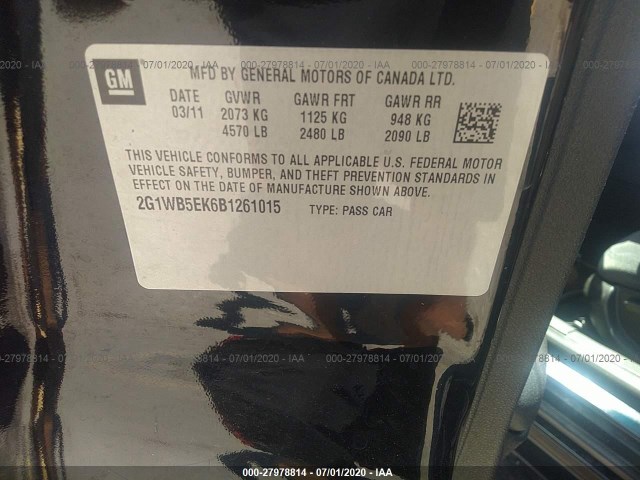 GM
MFD BY GENERAL MOTORS OF CANADA LTD.
DATE GVWR GAWR FRT GAWR RR
03/11 2073 KG 1125 KG 948 KG
4570 LB 2480 LB 2090 LB
THIS VEHICLE CONFORMS TO ALL APPLICABLE U.S. FEDERAL MOTOR
VEHICLE SAFETY, BUMPER, AND THEFT PREVENTION STANDARDS IN
EFFECT ON THE DATE OF MANUFACTURE SHOWN ABOVE.
2G1WB5EK6B1261015 TYPE: PASS CAR
000-27978814 - 07/01/2020 - IAA